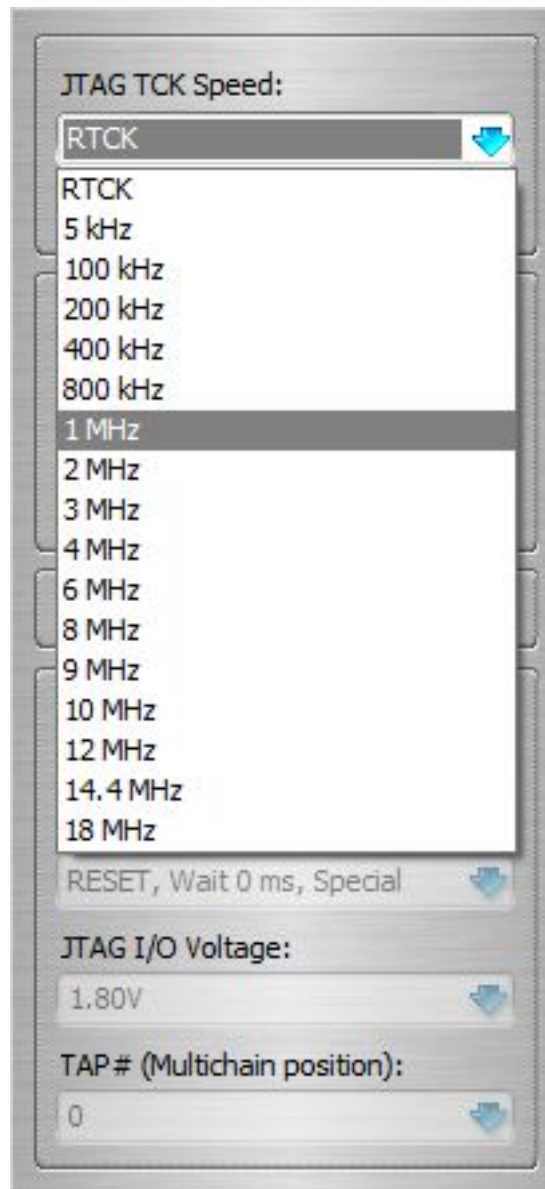 JTAG TCK Speed:
RTCK
RTCK
5 kHz
100 kHz
200 kHz
400 kHz
800 kHz
1 MHz
2 MHz
3 MHz
4 MHz
6 MHz
8 MHz
9 MHz
10 MHz
12 MHz
14.4 MHz
18 MHz
RESET, Wait 0 ms, Special
JTAG I/O Voltage:
1.80V
TAP# (Multichain position):
0